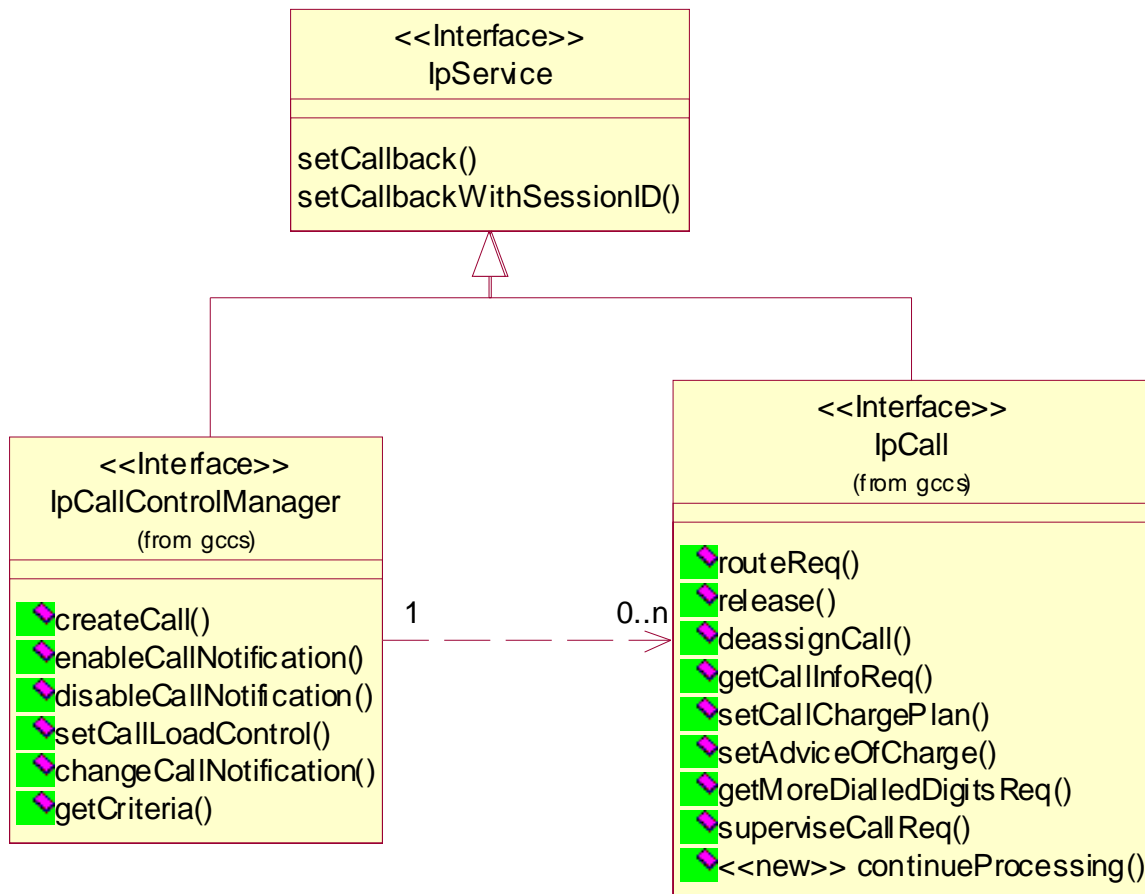 <<Interface>>
IpService
setCallback()
setCallbackWithSessionID()
<<Interface>>
IpCallControlManager
(from gccs)
createCall()
enableCallNotification()
disableCallNotification()
setCallLoadControl()
changeCallNotification()
getCriteria()
1
0..n
<<Interface>>
IpCall
(from gccs)
routeReq()
release()
deassignCall()
getCallInfoReq()
setCallChargePlan()
setAdviceOfCharge()
getMoreDialledDigitsReq()
superviseCallReq()
<<new>> continueProcessing()